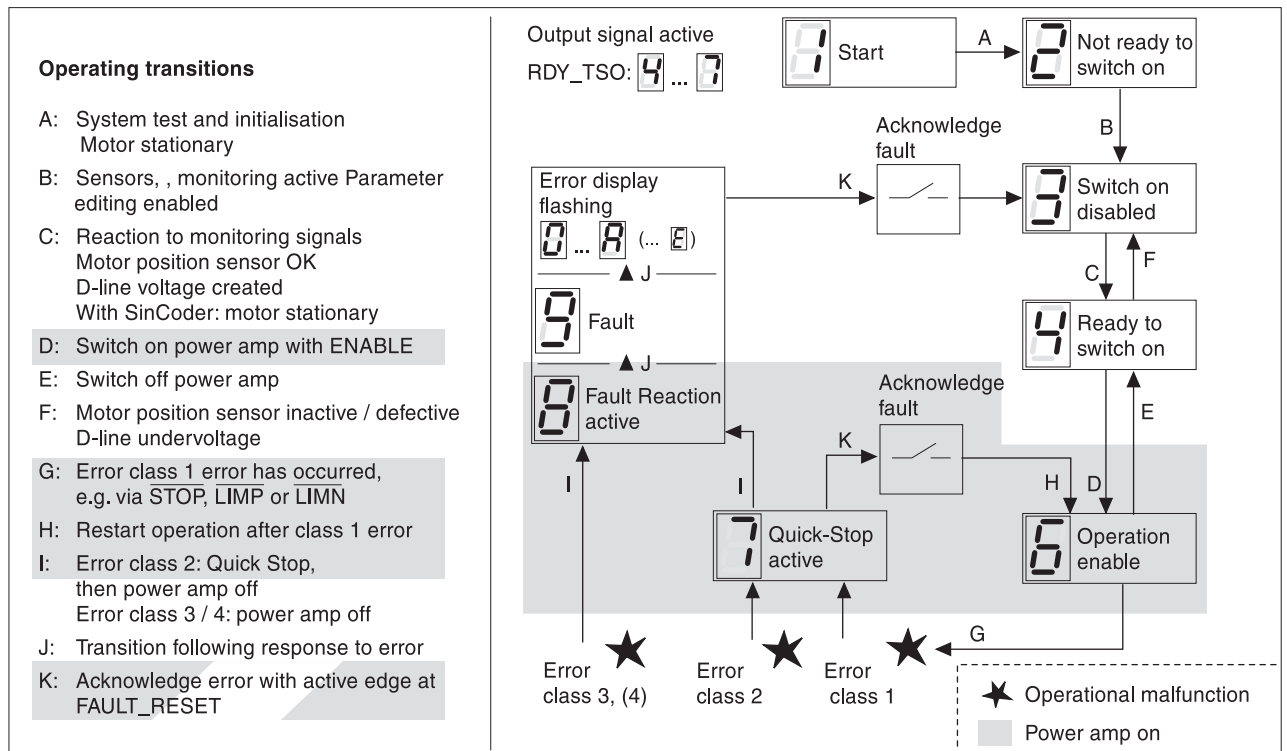 Operating transitions
A: System test and initialisation
Motor stationary
B: Sensors, , monitoring active Parameter
editing enabled
C: Reaction to monitoring signals
Motor position sensor OK
D-line voltage created
With SinCoder: motor stationary
D: Switch on power amp with ENABLE
E: Switch off power amp
F: Motor position sensor inactive / defective
D-line undervoltage
G: Error class 1 error has occurred,
e.g. via STOP, LIMP or LIMN
H: Restart operation after class 1 error
I: Error class 2: Quick Stop,
then power amp off
Error class 3 / 4: power amp off
J: Transition following response to error
K: Acknowledge error with active edge at
FAULT_RESET
Output signal active
RDY_TSO: 4 ... 7
1 Start
A
2 Not ready to
switch on
B
Acknowledge
fault
K
3 Switch on
disabled
Error display
flashing
0 ... A (... E)
J
9 Fault
J
8 Fault Reaction
active
C
F
4 Ready to
switch on
Acknowledge
fault
K
E
I
I
H
D
7 Quick-Stop
active
6 Operation
enable
G
Error
class 3, (4)
Error
class 2
Error
class 1
Operational malfunction
Power amp on